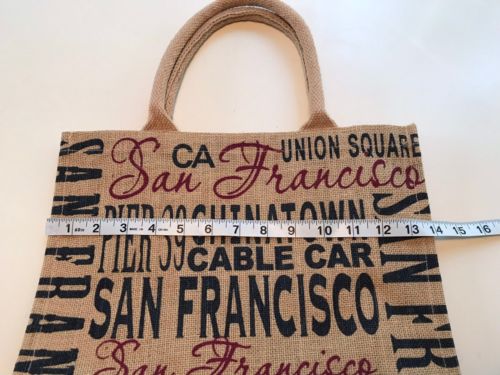 CA
UNION SQUARE
San Francisco
SAN FRAN
1 2 3 4 5 6 7 8 9 10 11 12 13 14 15 16
PIER 39 CHINATOWN
CABLE CAR
SAN FR
SAN FRANCISCO
San Francisco